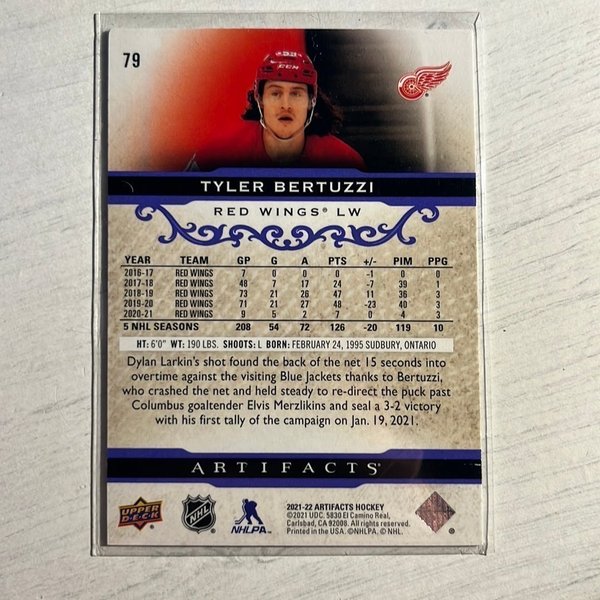 79
TYLER BERTUZZI
RED WINGS® LW
YEAR TEAM GP G A PTS +/- PIM PPG
2016-17 RED WINGS 7 0 0 0 -1 0 0
2017-18 RED WINGS 48 7 17 24 -7 39 1
2018-19 RED WINGS 73 21 26 47 11 36 3
2019-20 RED WINGS 71 21 27 48 -23 40 3
2020-21 RED WINGS 9 5 2 7 0 4 3
5 NHL SEASONS 208 54 72 126 -20 119 10
HT: 6'0" WT: 190 LBS. SHOOTS: L BORN: FEBRUARY 24, 1995 SUDBURY, ONTARIO
Dylan Larkin's shot found the back of the net 15 seconds into
overtime against the visiting Blue Jackets thanks to Bertuzzi,
who crashed the net and held steady to re-direct the puck past
Columbus goaltender Elvis Merzlikins and seal a 3-2 victory
with his first tally of the campaign on Jan. 19, 2021.
ARTIFACTS®
UPPER DECK
NHL
NHLPA
2021-22 ARTIFACTS HOCKEY
©2021 UDC. 5830 El Camino Real,
Carlsbad, CA 92008. All rights reserved.
Printed in the USA. ©NHLPA, © NHL.